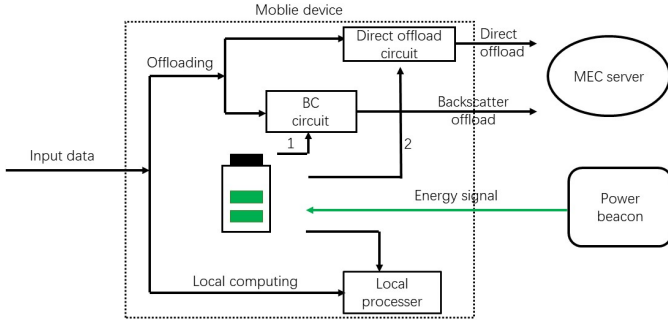 Moblie device
Direct offload
circuit
Direct
offload
Offloading
MEC server
BC
circuit
Backscatter
offload
1
2
Input data
Energy signal
Power
beacon
Local computing
Local
processer